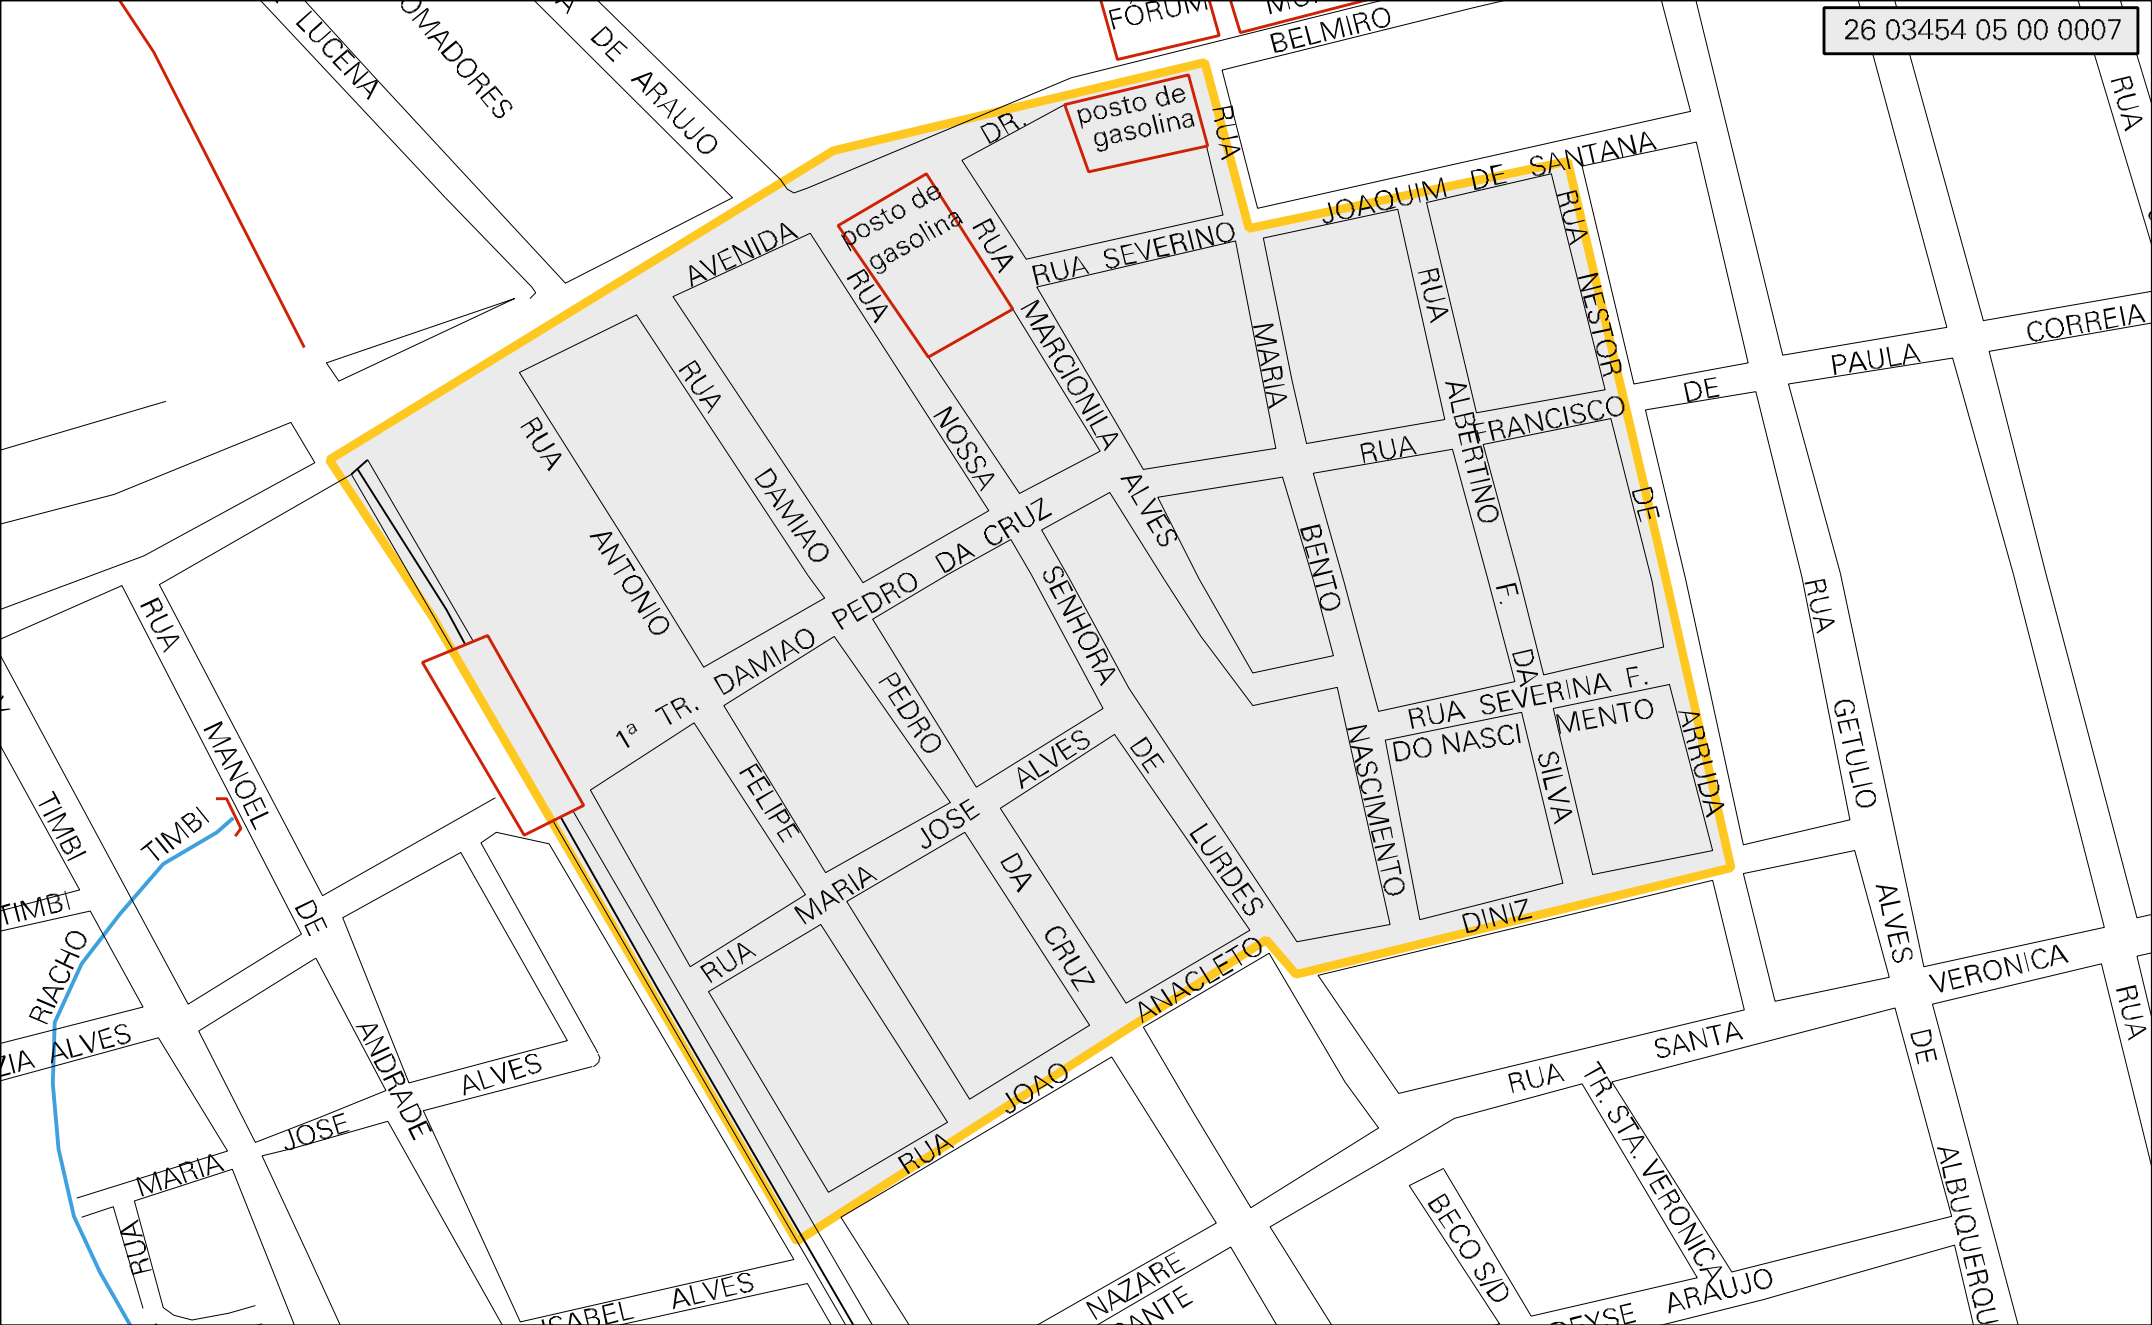 26 03454 05 00 0007
FÓRUM
BELMIRO
LUCENA
OMADORES
DE ARAUJO
RUA
posto de
gasolina
DR.
RUA
JOAQUIM DE SANTANA
posto de
gasolina
AVENIDA
RUA
RUA
RUA SEVERINO
RUA NESTOR DE ARRUDA
MARCIONILA ALVES
MARIA BENTO NASCIMENTO
RUA ALBERTINO F. DA SILVA
CORREIA
PAULA
DE
FRANCISCO
RUA
RUA DAMIAO PEDRO DA CRUZ
RUA ANTONIO FELIPE
NOSSA SENHORA DE LURDES
1ª TR. DAMIAO PEDRO DA CRUZ
RUA SEVERINA F.
DO NASCI MENTO
RUA GETULIO ALVES DE ALBUQUERQU
RUA MANOEL DE ANDRADE
TIMBI
RIACHO TIMBI
TIMBI
RUA MARIA JOSE ALVES
RUA JOAO ANACLETO DINIZ
ZIA ALVES
MARIA JOSE ALVES
RUA
RUA SANTA VERONICA
RUA
TR. STA. VERONICA
BECO S/D
NAZARE
ANTE
ISABEL ALVES
ARAUJO